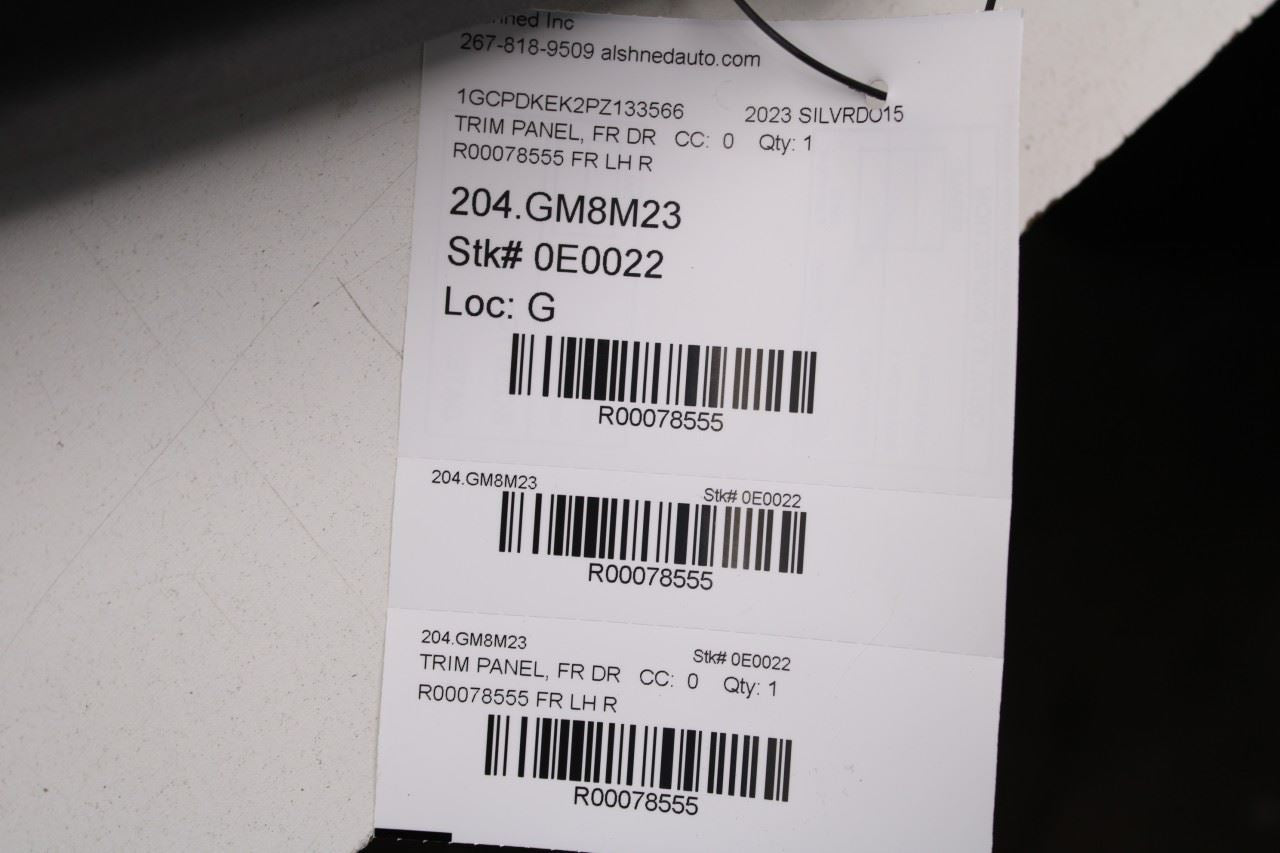 Inc
267-818-9509 alshnedauto.com
1GCPDKEK2PZ133566 2023 SILVRDO15
TRIM PANEL, FR DR CC: 0 Qty: 1
R00078555 FR LH R
204.GM8M23
Stk# 0E0022
Loc: G
R00078555
204.GM8M23 Stk# 0E0022
R00078555
204.GM8M23 Stk# 0E0022
TRIM PANEL, FR DR CC: 0 Qty: 1
R00078555 FR LH R
R00078555